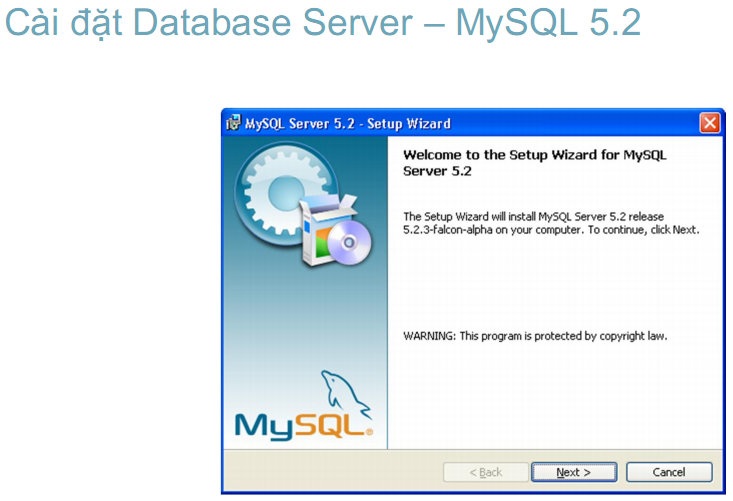 Cài đặt Database Server – MySQL 5.2
MySQL Server 5.2 - Setup Wizard
Welcome to the Setup Wizard for MySQL
Server 5.2
The Setup Wizard will install MySQL Server 5.2 release
5.2.3-falcon-alpha on your computer. To continue, click Next.
WARNING: This program is protected by copyright law.
MySQL®
< Back
Next >
Cancel